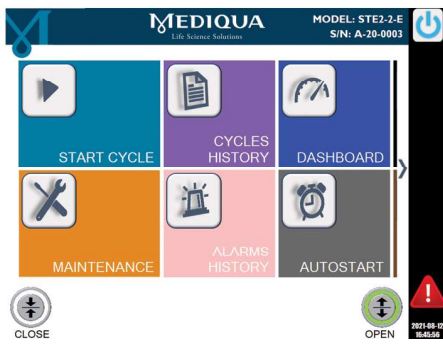 MEDIQUA
Life Science Solutions
MODEL: STE2-2-E
S/N: A-20-0003
START CYCLE
CYCLES
HISTORY
DASHBOARD
MAINTENANCE
ALARMS
HISTORY
AUTOSTART
CLOSE
OPEN
2021-08-12
16:45:56